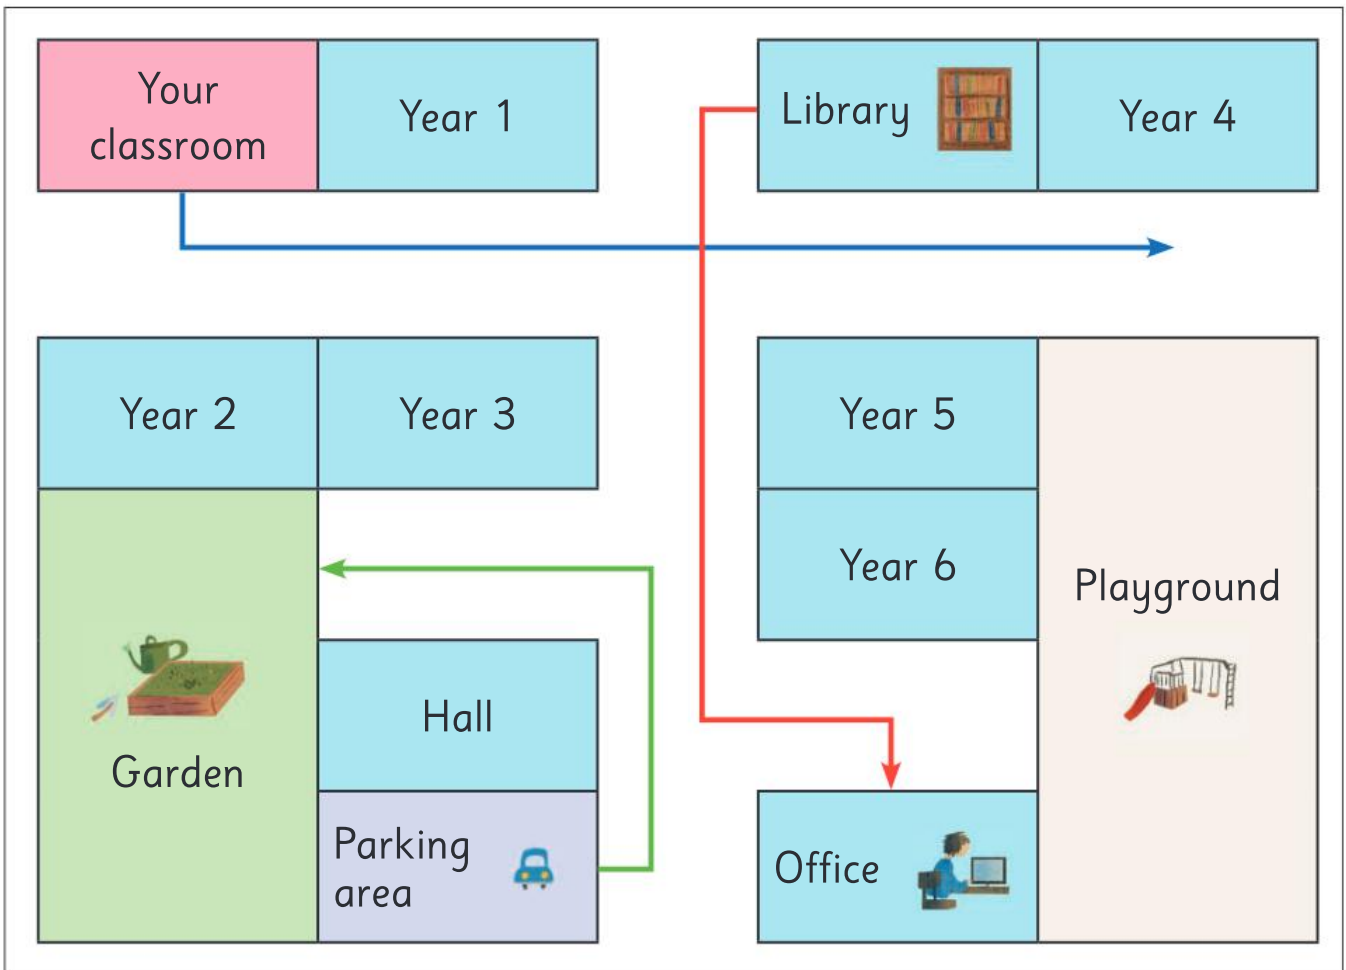 Your
classroom
Year 1
Library
Year 4
Year 2
Year 3
Year 5
Year 6
Playground
Hall
Garden
Parking
area
Office